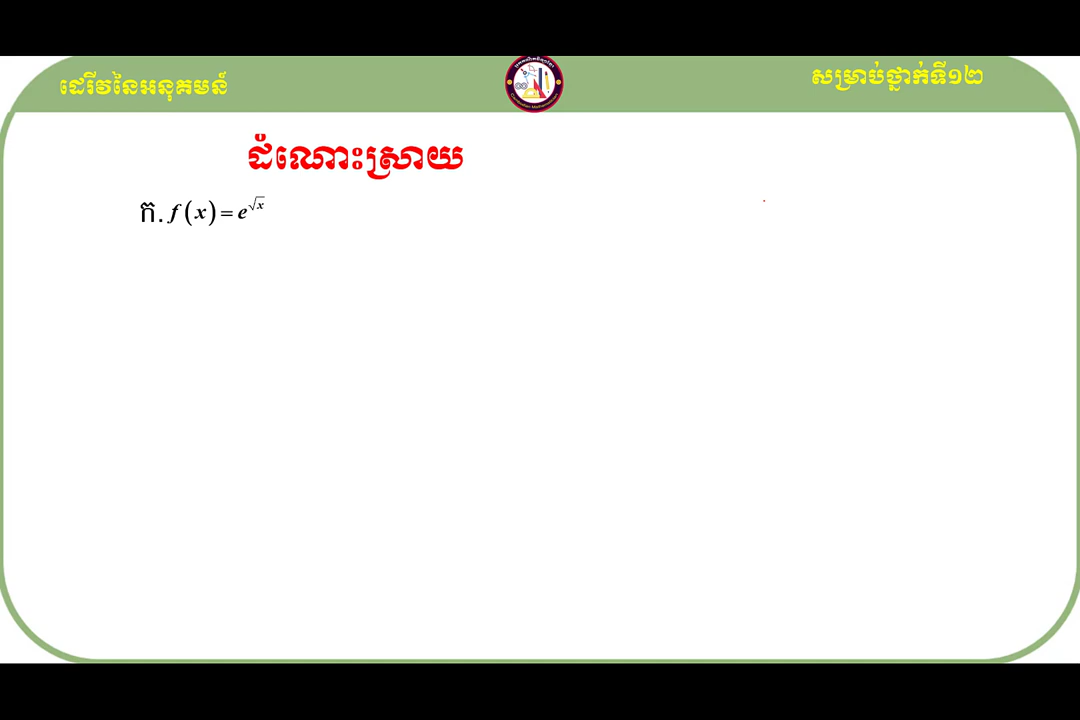 ដេរីវនៃអនុគមន៍
សម្រាប់ថ្នាក់ទី១២
ដំណោះស្រាយ
ក. f(x) = e^{√x}